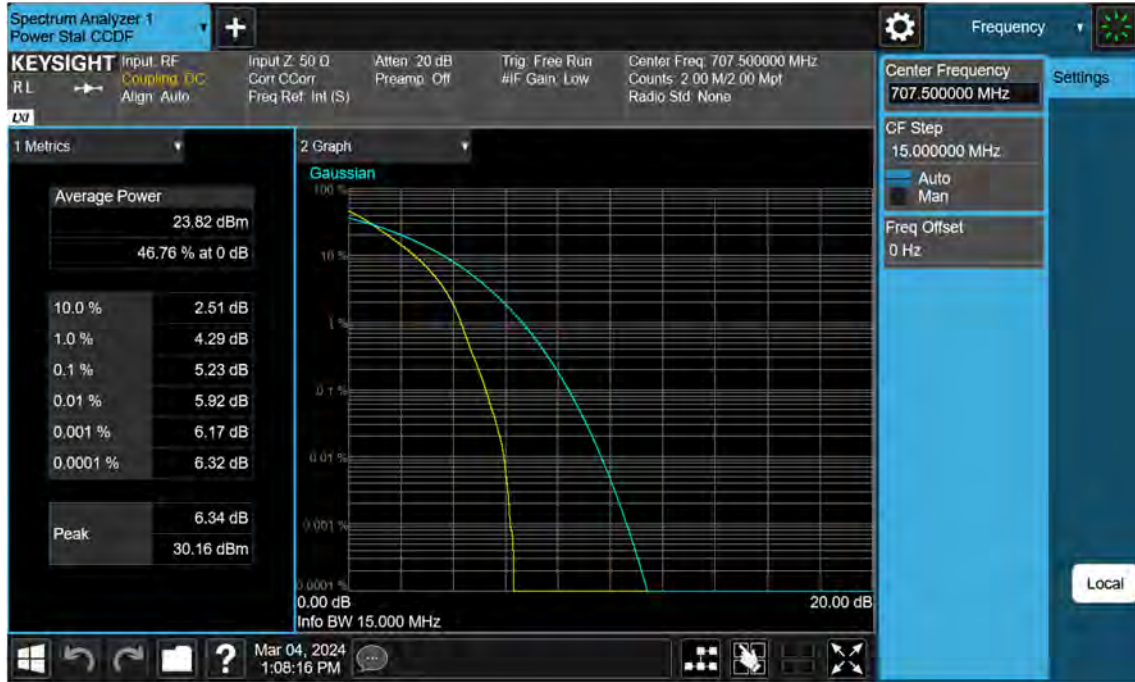 Spectrum Analyzer 1
Power Stat CCDF
+
Frequency
KEYSIGHT
RL
LXI
Input: RF
Coupling: DC
Align: Auto
Input Z: 50 Ω
Corr CCorr
Freq Ref: Int (S)
Atten: 20 dB
Preamp: Off
Trig: Free Run
#IF Gain: Low
Center Freq: 707.500000 MHz
Counts: 2.00 M/2.00 Mpt
Radio Std: None
Center Frequency
707.500000 MHz
Settings
CF Step
15.000000 MHz
Auto
Man
Freq Offset
0 Hz
1 Metrics
Average Power
23.82 dBm
46.76 % at 0 dB
10.0 % 2.51 dB
1.0 % 4.29 dB
0.1 % 5.23 dB
0.01 % 5.92 dB
0.001 % 6.17 dB
0.0001 % 6.32 dB
Peak
6.34 dB
30.16 dBm
2 Graph
Gaussian
100 %
10 %
1 %
0.1 %
0.01 %
0.001 %
0.0001 %
0.00 dB
20.00 dB
Info BW 15.000 MHz
Local
?
Mar 04, 2024
1:08:16 PM